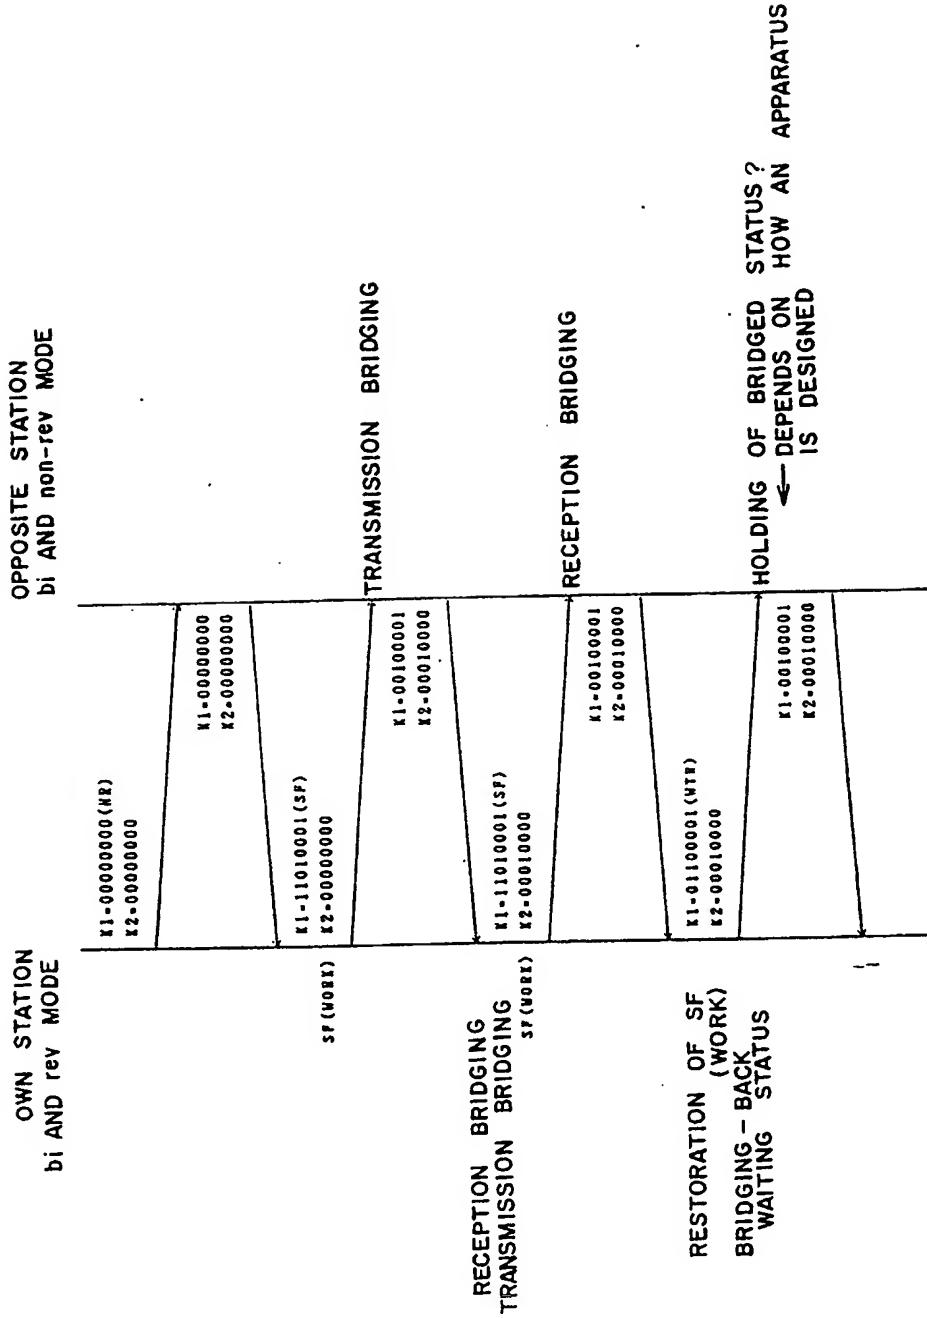 OWN STATION
bi AND rev MODE
OPPOSITE STATION
bi AND non-rev MODE
K1=00000000(NR)
K2=00000000
K1=00000000
K2=00000000
SF(WORK)
K1=11010001(SF)
K2=00000000
TRANSMISSION BRIDGING
K1=00100001
K2=00010000
RECEPTION BRIDGING
TRANSMISSION BRIDGING
SF(WORK)
K1=11010001(SF)
K2=00010000
RECEPTION BRIDGING
K1=00100001
K2=00010000
RESTORATION OF SF
(WORK)
BRIDGING-BACK
WAITING STATUS
K1=01100001(WTR)
K2=00010000
HOLDING OF BRIDGED STATUS?
← DEPENDS ON HOW AN APPARATUS
IS DESIGNED
K1=00100001
K2=00010000